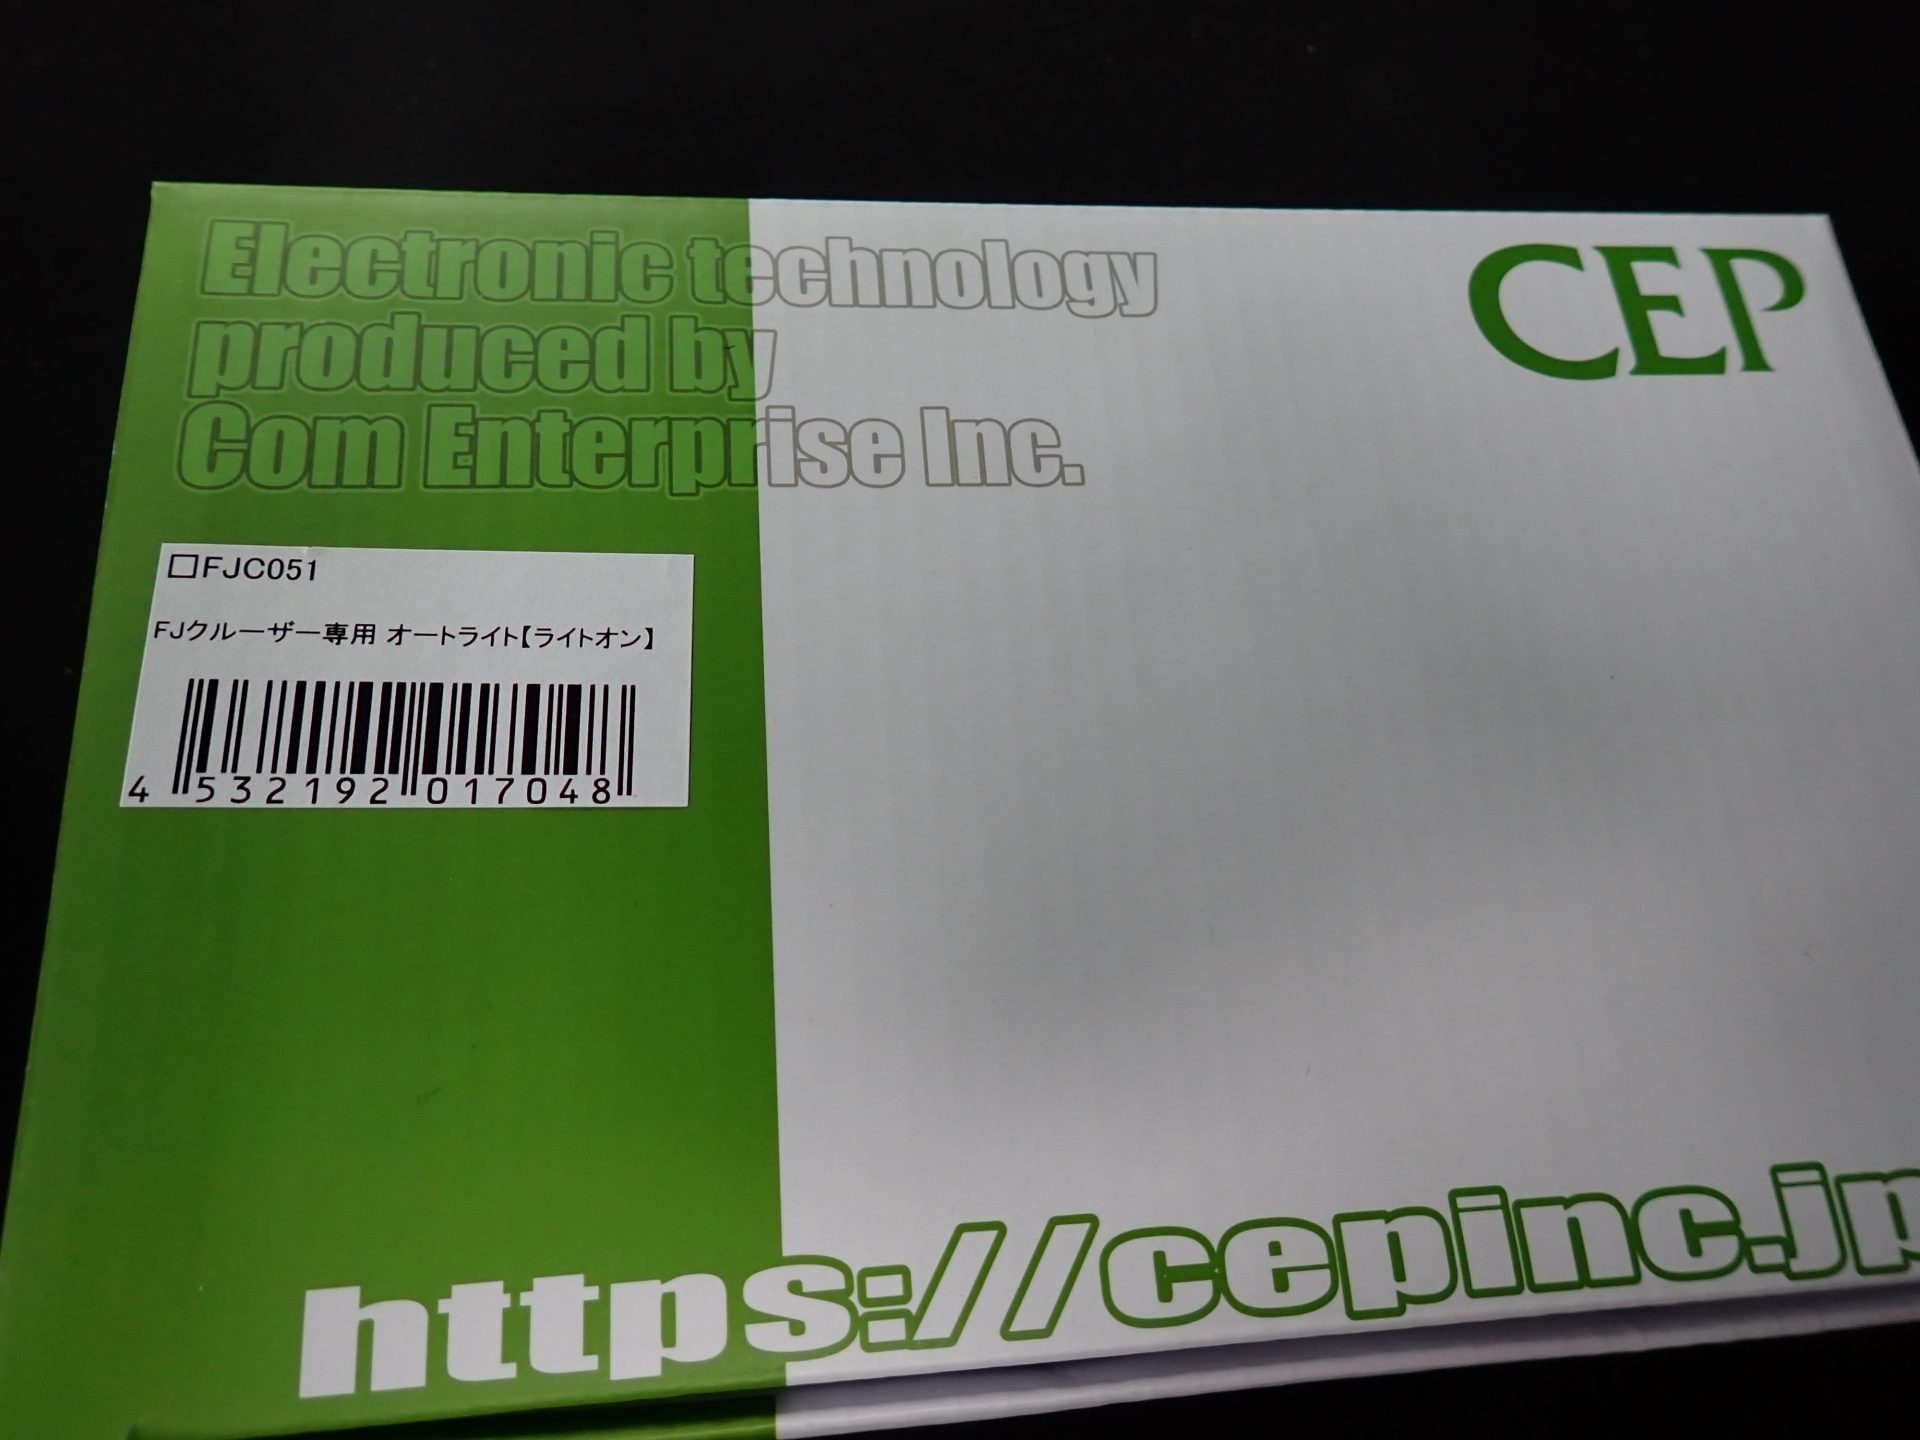 Electronic technology
produced by
Com Enterprise Inc.
CEP
□FJC051
FJクルーザー専用 オートライト【ライトオン】
4 532192 017048
https://cepinc.jp